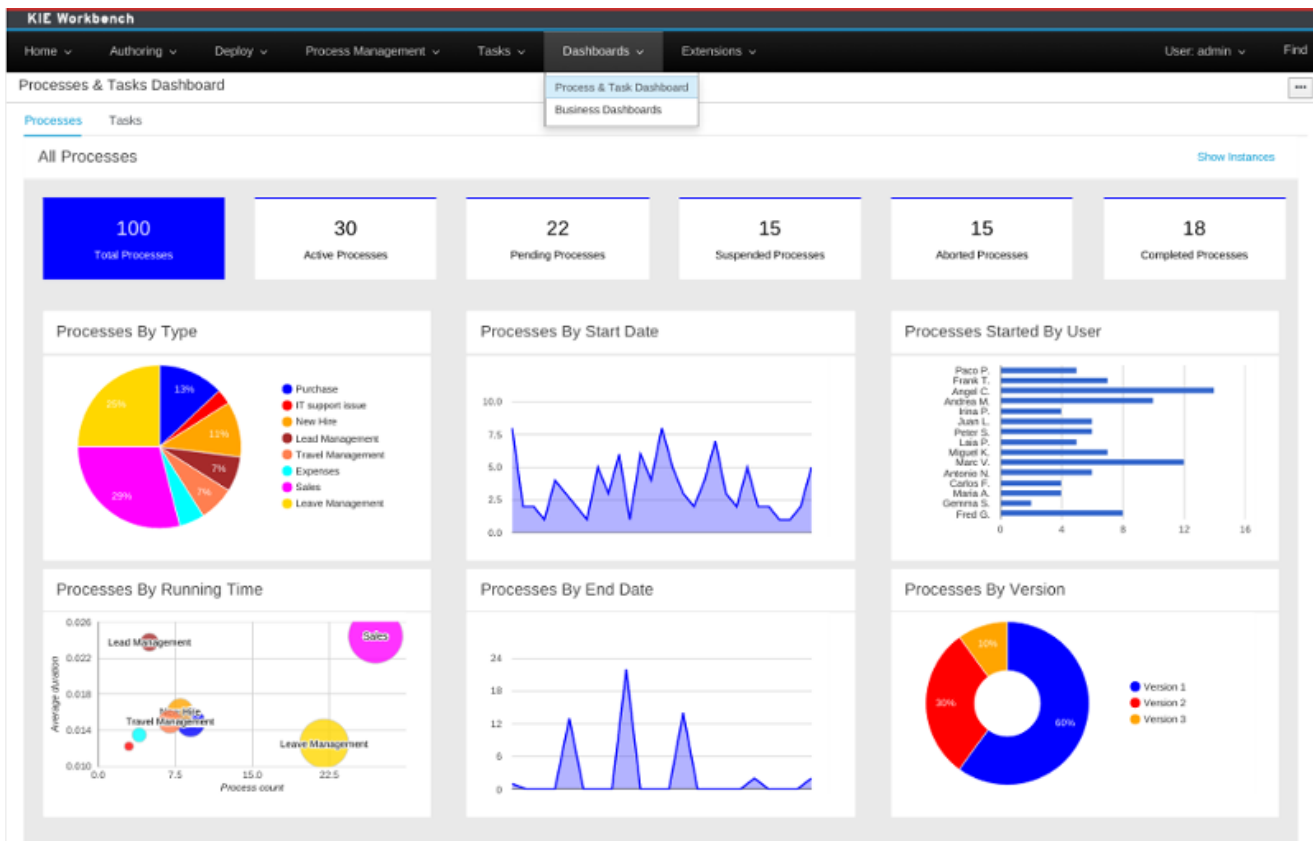 KIE Workbench
Home Authoring Deploy Process Management Tasks Dashboards Extensions User: admin Find
Processes & Tasks Dashboard
Process & Task Dashboard
Business Dashboards
Processes Tasks
All Processes Show Instances
100 30 22 15 15 18
Total Processes Active Processes Pending Processes Suspended Processes Aborted Processes Completed Processes
Processes By Type
13%
11%
7%
7%
29%
25%
Purchase
IT support issue
New Hire
Lead Management
Travel Management
Expenses
Sales
Leave Management
Processes By Start Date
10.0
7.5
5.0
2.5
0.0
Processes Started By User
Paco P.
Frank T.
Angel C.
Andrea M.
Irina P.
Juan L.
Peter S.
Laia P.
Miguel K.
Marc V.
Antonio N.
Carlos F.
Maria A.
Gemma S.
Fred G.
0 4 8 12 16
Processes By Running Time
Average duration
0.026
0.022
0.018
0.014
0.010
Lead Management
Sales
New Hire
Travel Management
Leave Management
0.0 7.5 15.0 22.5
Process count
Processes By End Date
24
18
12
6
0
Processes By Version
10%
30%
60%
Version 1
Version 2
Version 3